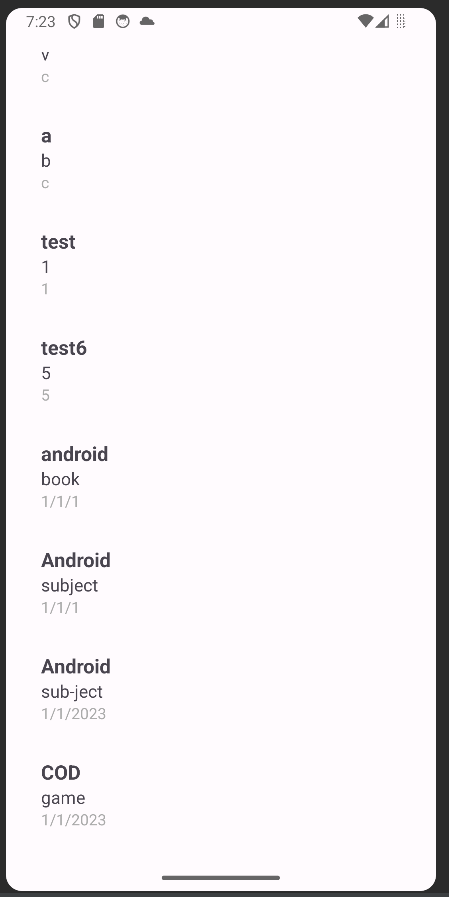 7:23
v
c
a
b
c
test
1
1
test6
5
5
android
book
1/1/1
Android
subject
1/1/1
Android
sub-ject
1/1/2023
COD
game
1/1/2023